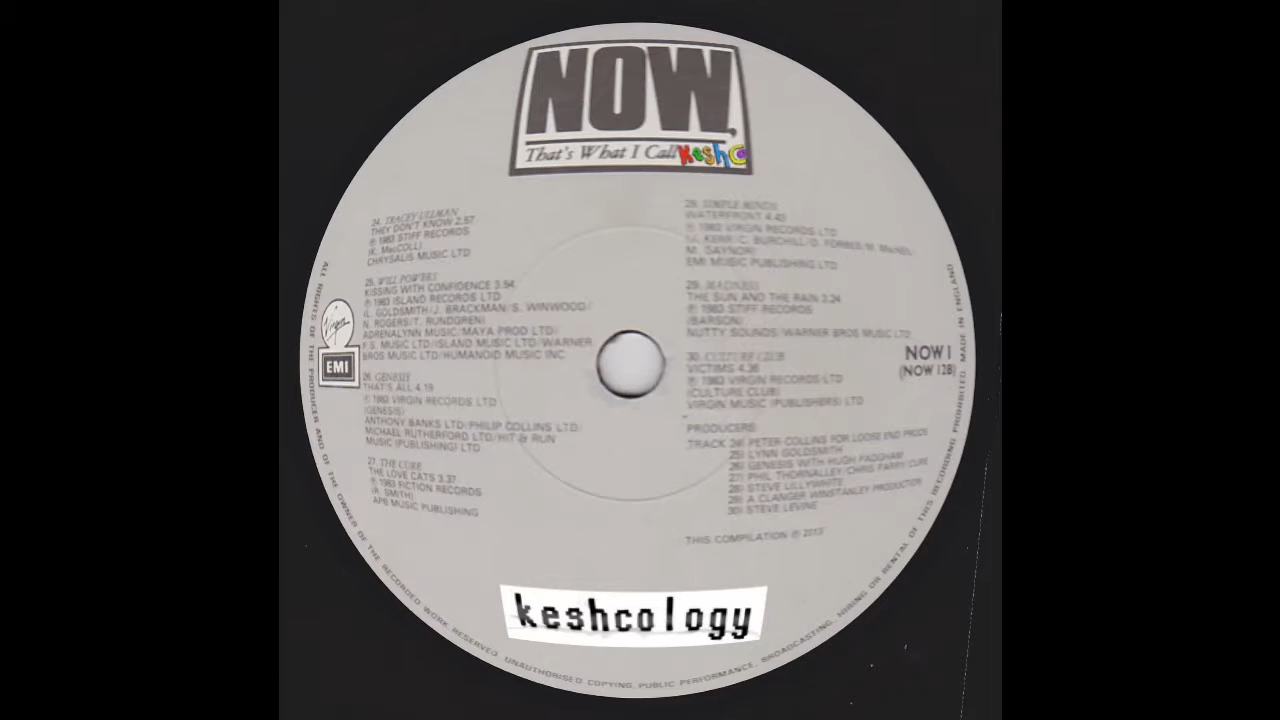 NOW.
That's What I Call KeshCo
24. TRACEY ULLMAN
THEY DON'T KNOW 2.57
℗ 1983 STIFF RECORDS
(K. MacCOLL)
CHRYSALIS MUSIC LTD
25. WILL POWERS
KISSING WITH CONFIDENCE 3.54
℗ 1983 ISLAND RECORDS LTD
(L. GOLDSMITH/J. BRACKMAN/S. WINWOOD/
N. ROGERS/T. RUNDGREN)
ADRENALYNN MUSIC/MAYA PROD LTD/
F.S. MUSIC LTD/ISLAND MUSIC LTD/WARNER
BROS MUSIC LTD/HUMANOID MUSIC INC
26. GENESIS
THAT'S ALL 4.19
℗ 1983 VIRGIN RECORDS LTD
(GENESIS)
ANTHONY BANKS LTD/PHILIP COLLINS LTD/
MICHAEL RUTHERFORD LTD/HIT & RUN
MUSIC (PUBLISHING) LTD
27. THE CURE
THE LOVE CATS 3.37
℗ 1983 FICTION RECORDS
(R. SMITH)
APB MUSIC PUBLISHING
28. SIMPLE MINDS
WATERFRONT 4.45
℗ 1983 VIRGIN RECORDS LTD
KERR/C. BURCHILL/D. FORBES/M. McNEIL
M. GAYNOR)
EMI MUSIC PUBLISHING LTD
29. MADNESS
THE SUN AND THE RAIN 3.24
℗ 1983 STIFF RECORDS
(BARSON)
NUTTY SOUNDS/WARNER BROS MUSIC LTD
30. CULTURE CLUB
VICTIMS 4.36
℗ 1983 VIRGIN RECORDS LTD
(CULTURE CLUB)
VIRGIN MUSIC (PUBLISHERS) LTD
PRODUCERS:
TRACK 24) PETER COLLINS FOR LOOSE END PRODS
25) LYNN GOLDSMITH
26) GENESIS WITH HUGH PADGHAM
27) PHIL THORNALLEY/CHRIS PARRY/CURE
28) STEVE LILLYWHITE
29) A CLANGER WINSTANLEY PRODUCTION
30) STEVE LEVINE
THIS COMPILATION ℗ 2013
NOW 1
(NOW 12B)
Virgin
EMI
keshcology
ALL RIGHTS OF THE PRODUCER AND OF THE OWNER OF THE RECORDED WORK RESERVED. UNAUTHORISED COPYING, PUBLIC PERFORMANCE, BROADCASTING, HIRING OR RENTAL OF THIS RECORDING PROHIBITED. MADE IN ENGLAND